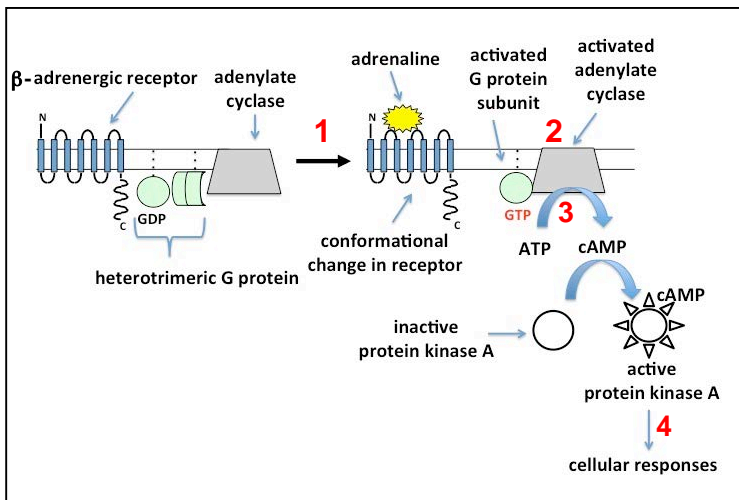 β-adrenergic receptor
adenylate
cyclase
N
C
GDP
heterotrimeric G protein
1
adrenaline
activated
G protein
subunit
activated
adenylate
cyclase
N
2
C
GTP
3
conformational
change in receptor
ATP
cAMP
cAMP
inactive
protein kinase A
active
protein kinase A
4
cellular responses